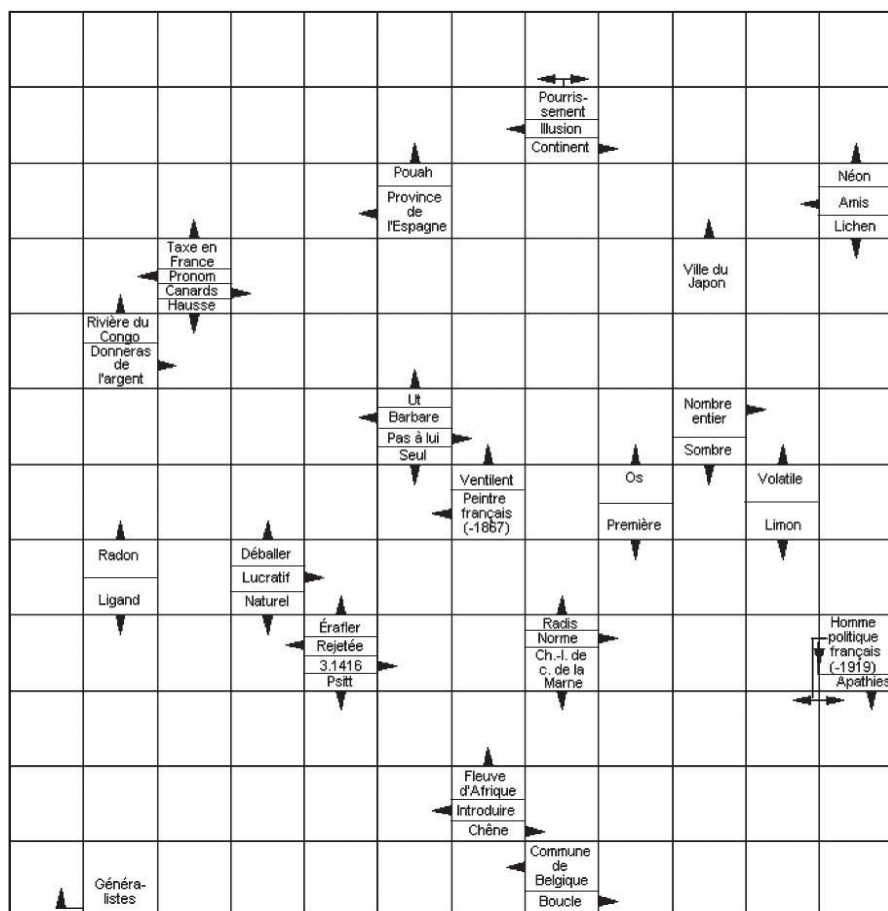 Pourris-
sement
Illusion
Continent
Pouah
Province
de
l'Espagne
Néon
Amis
Lichen
Taxe en
France
Pronom
Canards
Hausse
Ville du
Japon
Rivière du
Congo
Donneras
de
l'argent
Ut
Barbare
Pas à lui
Seul
Nombre
entier
Sombre
Ventilent
Peintre
français
(-1867)
Os
Première
Volatile
Limon
Radon
Ligand
Déballer
Lucratif
Naturel
Érafler
Rejetée
3.1416
Psitt
Radis
Norme
Ch.-l. de
c. de la
Marne
Homme
politique
français
(-1919)
Apathies
Fleuve
d'Afrique
Introduire
Chêne
Commune
de
Belgique
Boucle
Généra-
listes